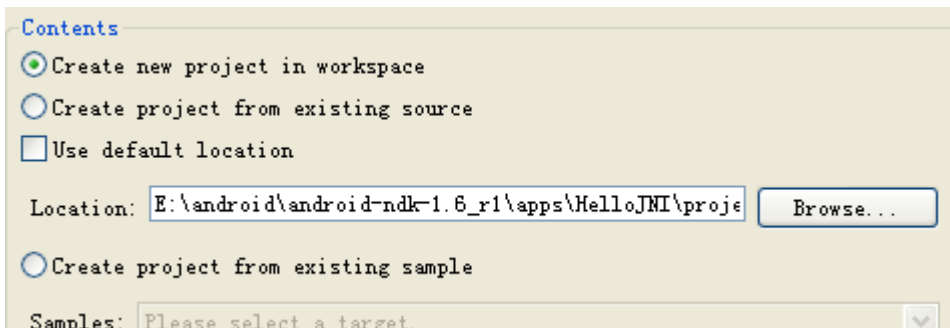 Contents
Create new project in workspace
Create project from existing source
Use default location
Location: E:\android\android-ndk-1.6_r1\apps\HelloJNI\proje Browse...
Create project from existing sample
Samples: Please select a target.